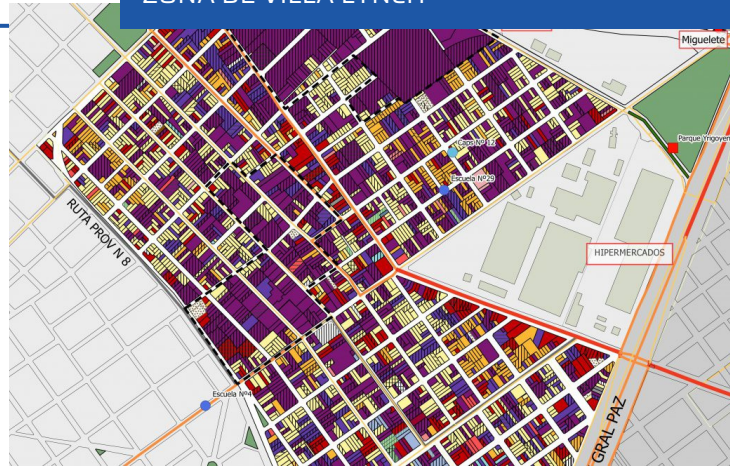 ZONA DE VILLA LYNCH
Miguelete
Parque Yrigoyen
Caps Nº 12
Escuela Nº29
RUTA PROV N 8
HIPERMERCADOS
Escuela Nº4
GRAL PAZ